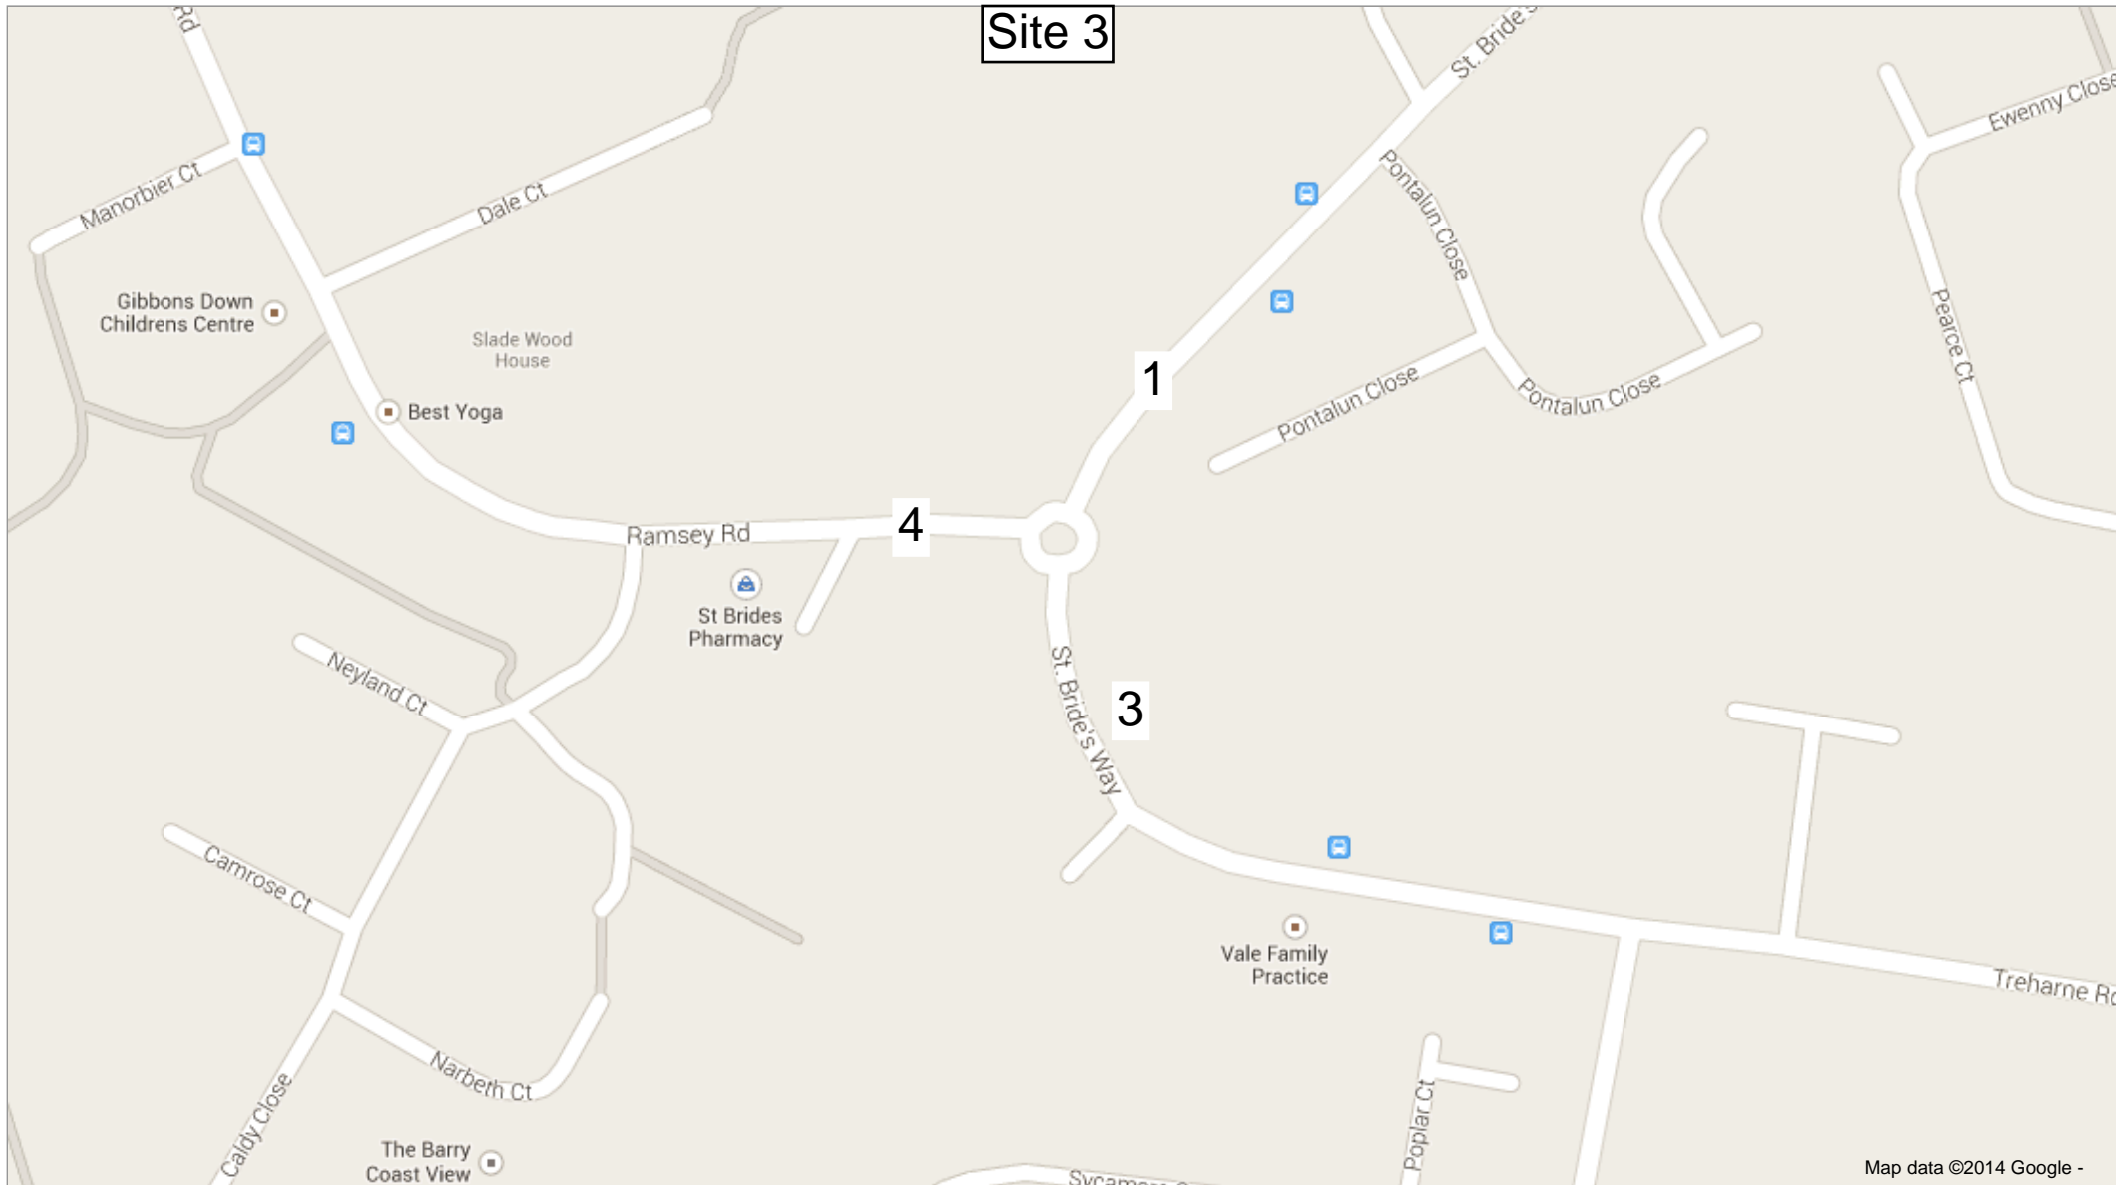 Site 3
Rd
St. Bride's
Ewenny Close
Manorbier Ct
Dale Ct
Pontalun Close
Gibbons Down
Childrens Centre
Slade Wood
House
Pearce Ct
1
Best Yoga
Pontalun Close
Pontalun Close
Ramsey Rd
4
St Brides
Pharmacy
Neyland Ct
St. Bride's Way
3
Camrose Ct
Vale Family
Practice
Treharne Rd
Narbeth Ct
Caldy Close
Poplar Ct
The Barry
Coast View
Map data ©2014 Google -